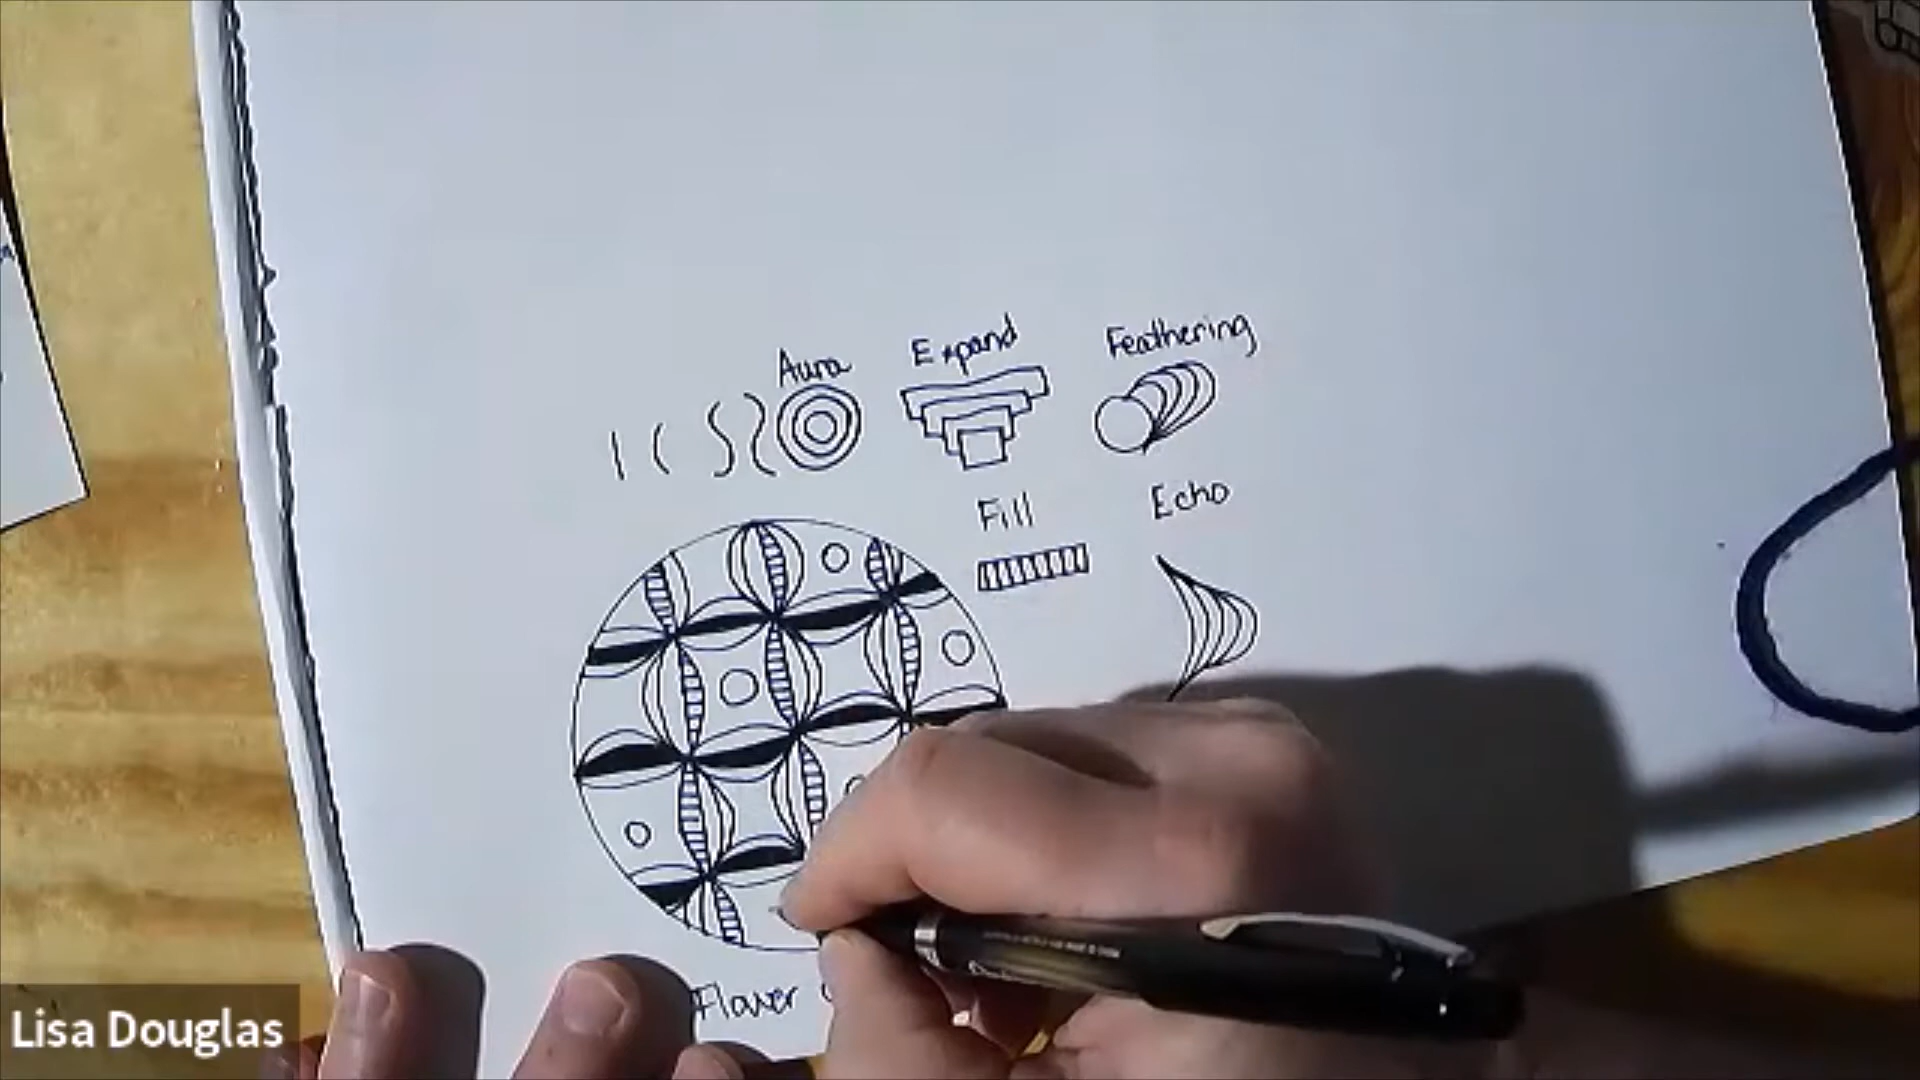 Aura
Expand
Feathering
Fill
Echo
Flower
Lisa Douglas